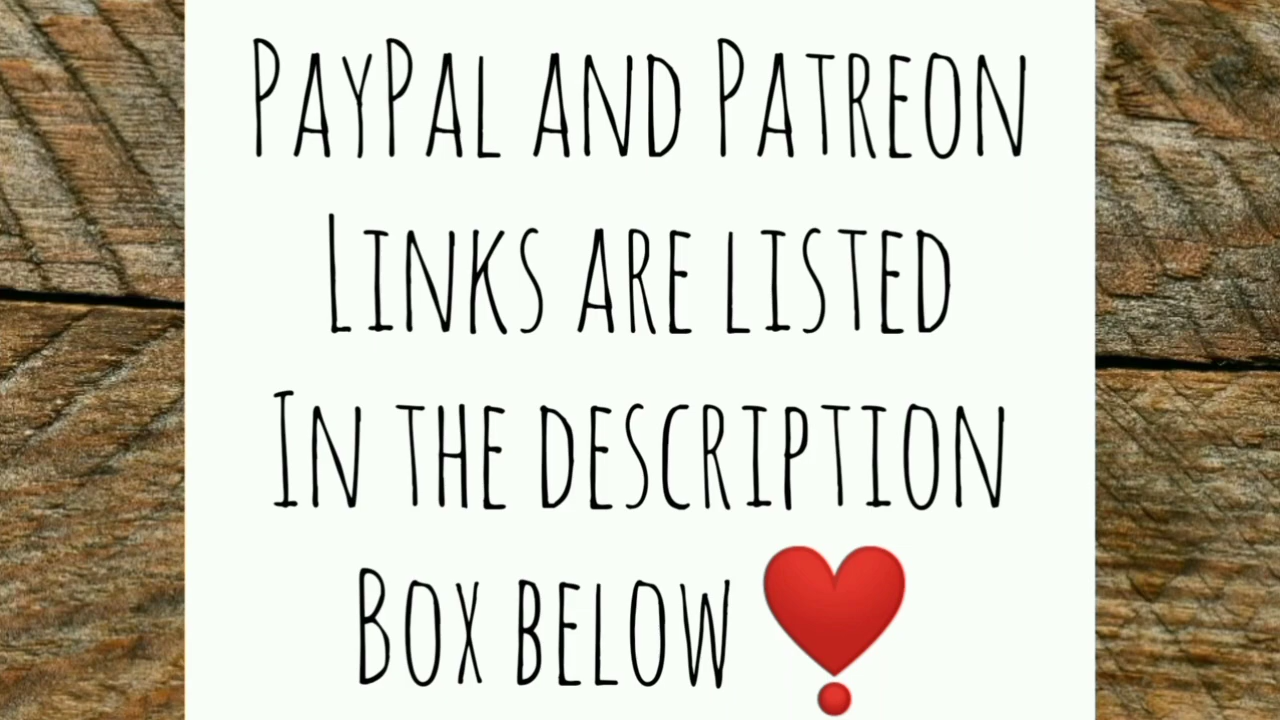 PayPal and Patreon
Links are listed
In the description
Box below ❣